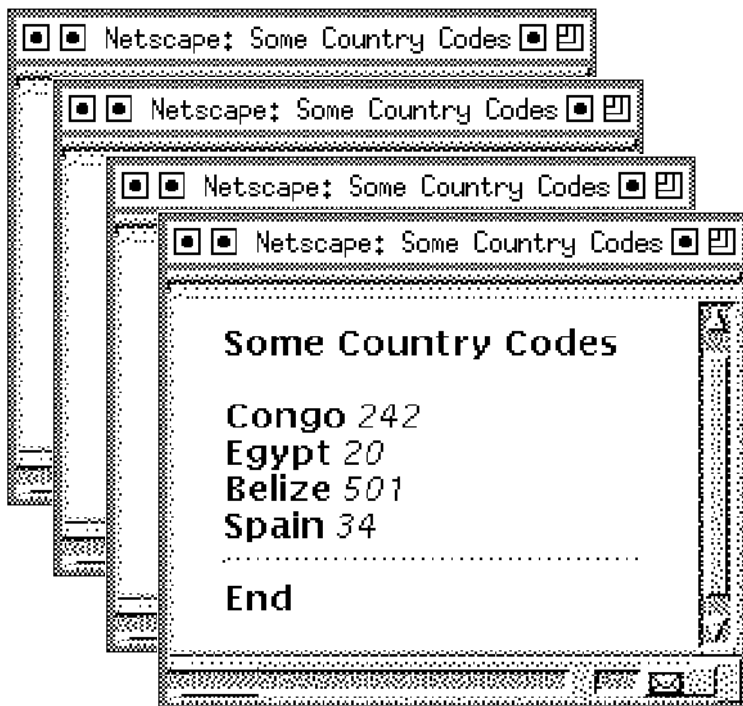 Netscape: Some Country Codes
Netscape: Some Country Codes
Netscape: Some Country Codes
Netscape: Some Country Codes
Some Country Codes
Congo 242
Egypt 20
Belize 501
Spain 34
End